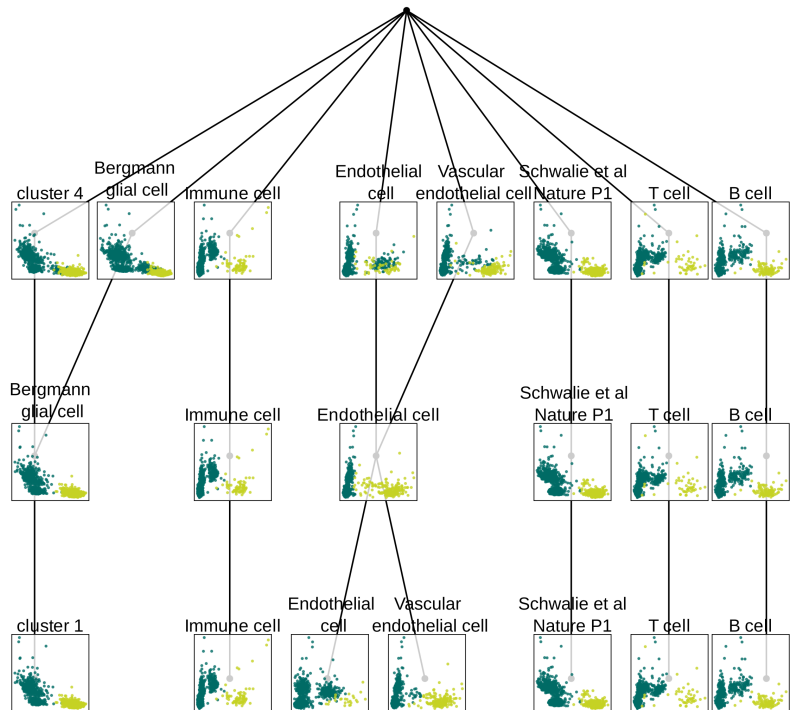 cluster 4
Bergmann
glial cell
Immune cell
Endothelial
cell
Vascular
endothelial cell
Schwalie et al
Nature P1
T cell
B cell
Bergmann
glial cell
Immune cell
Endothelial cell
Schwalie et al
Nature P1
T cell
B cell
cluster 1
Immune cell
Endothelial
cell
Vascular
endothelial cell
Schwalie et al
Nature P1
T cell
B cell